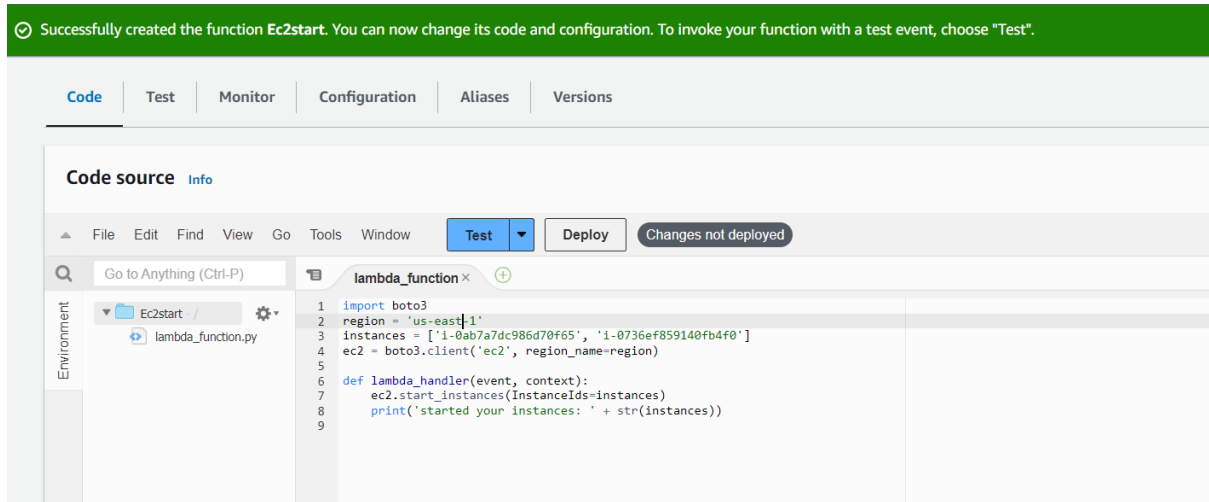 Successfully created the function Ec2start. You can now change its code and configuration. To invoke your function with a test event, choose "Test".
Code Test Monitor Configuration Aliases Versions
Code source Info
File Edit Find View Go Tools Window Test Deploy Changes not deployed
Go to Anything (Ctrl-P) lambda_function ×
Environment
Ec2start - /
lambda_function.py
1 import boto3
2 region = 'us-east-1'
3 instances = ['i-0ab7a7dc986d70f65', 'i-0736ef859140fb4f0']
4 ec2 = boto3.client('ec2', region_name=region)
5
6 def lambda_handler(event, context):
7     ec2.start_instances(InstanceIds=instances)
8     print('started your instances: ' + str(instances))
9